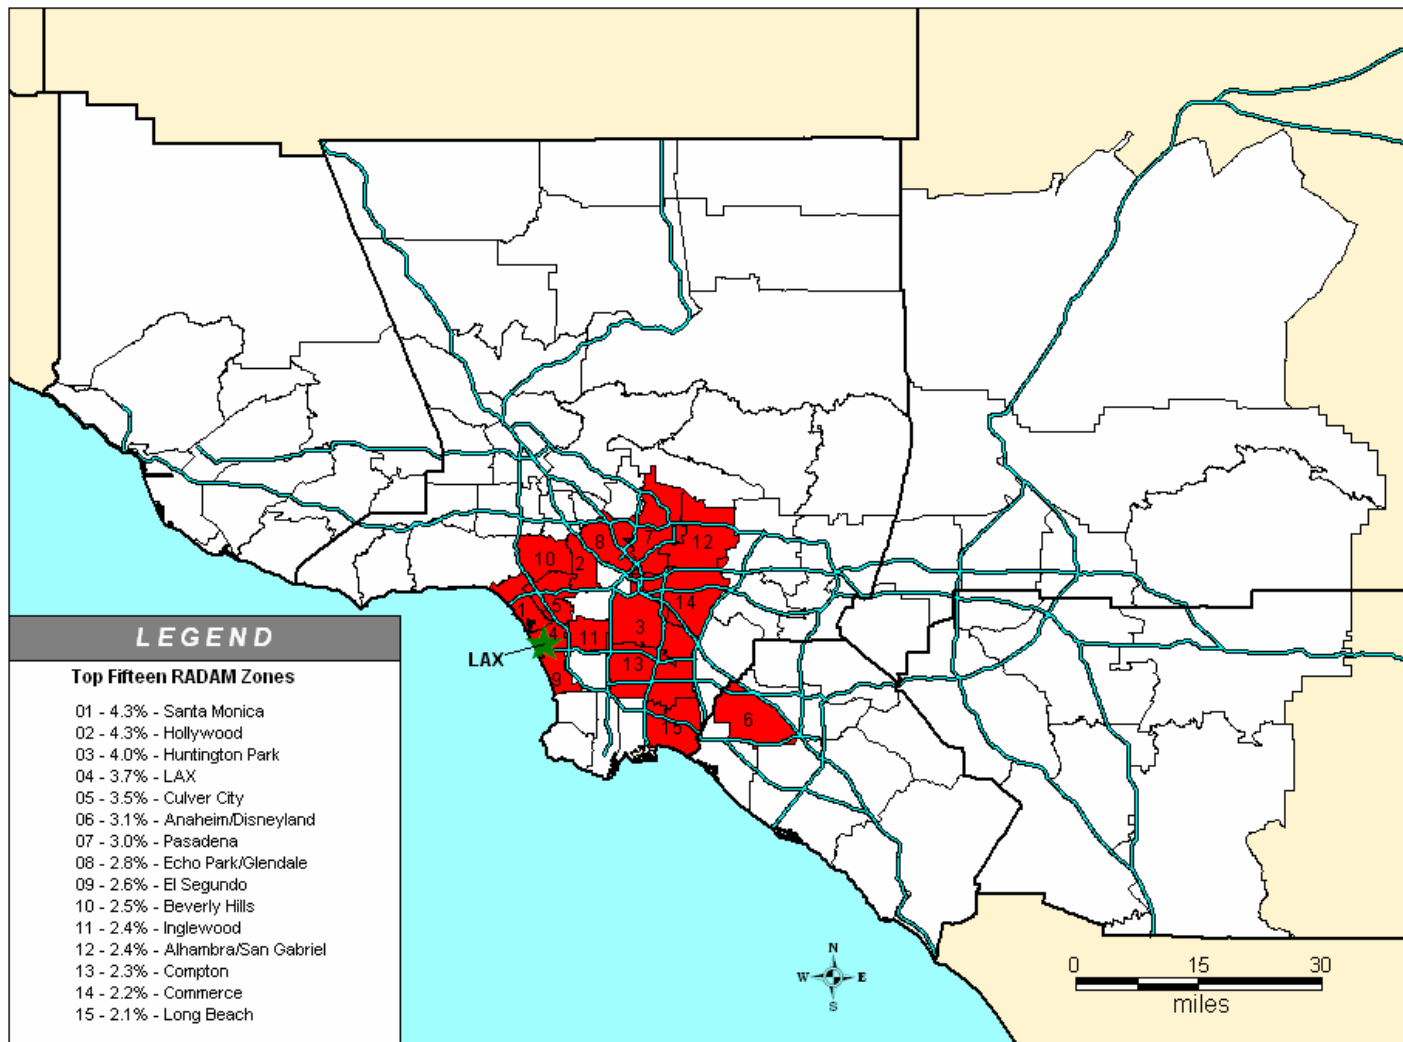 10
2
8
7
12
1
5
14
4
11
3
LAX
13
9
6
15
LEGEND
Top Fifteen RADAM Zones
01 - 4.3% - Santa Monica
02 - 4.3% - Hollywood
03 - 4.0% - Huntington Park
04 - 3.7% - LAX
05 - 3.5% - Culver City
06 - 3.1% - Anaheim/Disneyland
07 - 3.0% - Pasadena
08 - 2.8% - Echo Park/Glendale
09 - 2.6% - El Segundo
10 - 2.5% - Beverly Hills
11 - 2.4% - Inglewood
12 - 2.4% - Alhambra/San Gabriel
13 - 2.3% - Compton
14 - 2.2% - Commerce
15 - 2.1% - Long Beach
N
W E
S
0 15 30
miles